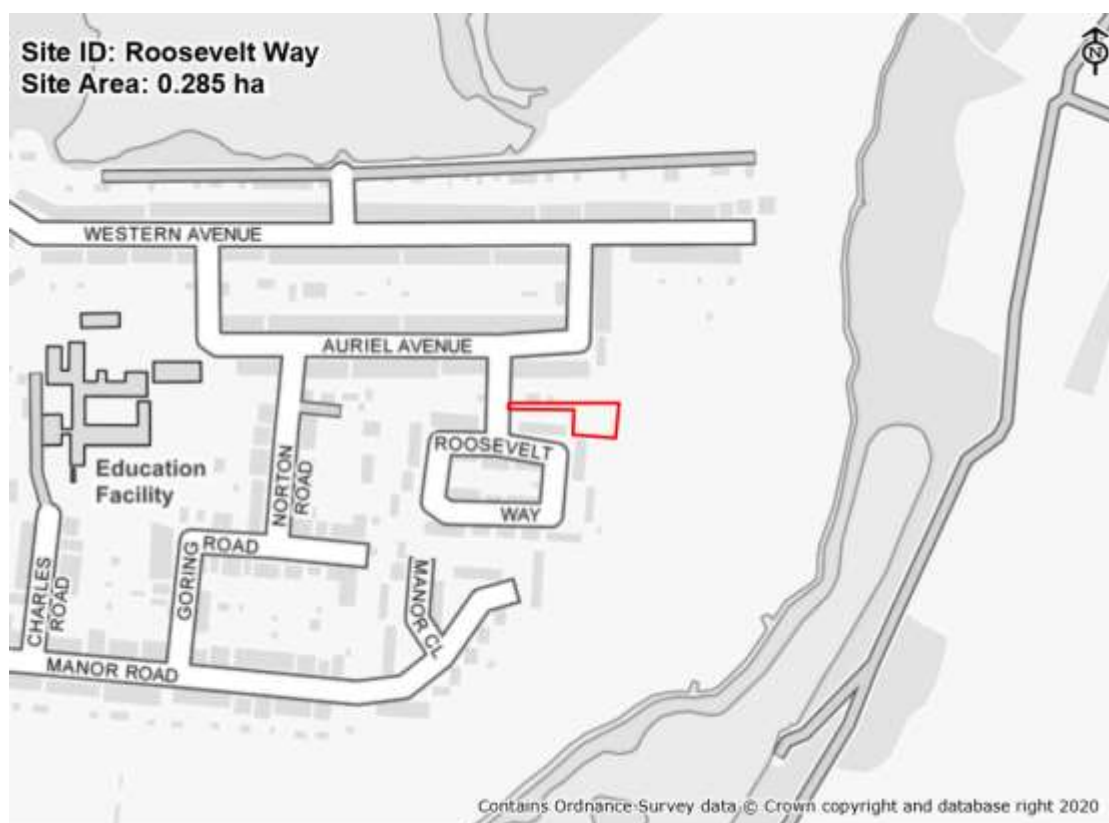 Site ID: Roosevelt Way
Site Area: 0.285 ha
N
WESTERN AVENUE
AURIEL AVENUE
ROOSEVELT
WAY
Education
Facility
NORTON
ROAD
CHARLES
ROAD
GORING
ROAD
MANOR CL
MANOR ROAD
Contains Ordnance Survey data © Crown copyright and database right 2020